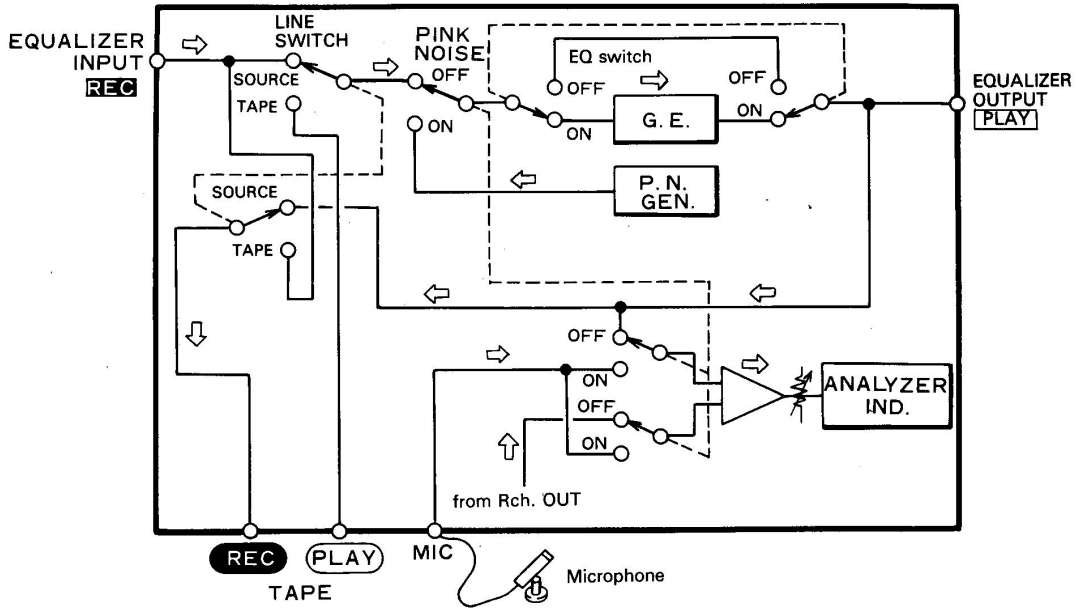 EQUALIZER
INPUT
REC
LINE
SWITCH
SOURCE
TAPE
PINK
NOISE
OFF
ON
EQ switch
OFF
ON
G. E.
OFF
ON
P. N.
GEN.
EQUALIZER
OUTPUT
PLAY
SOURCE
TAPE
OFF
ON
OFF
ON
from Rch. OUT
ANALYZER
IND.
REC
PLAY
TAPE
MIC
Microphone